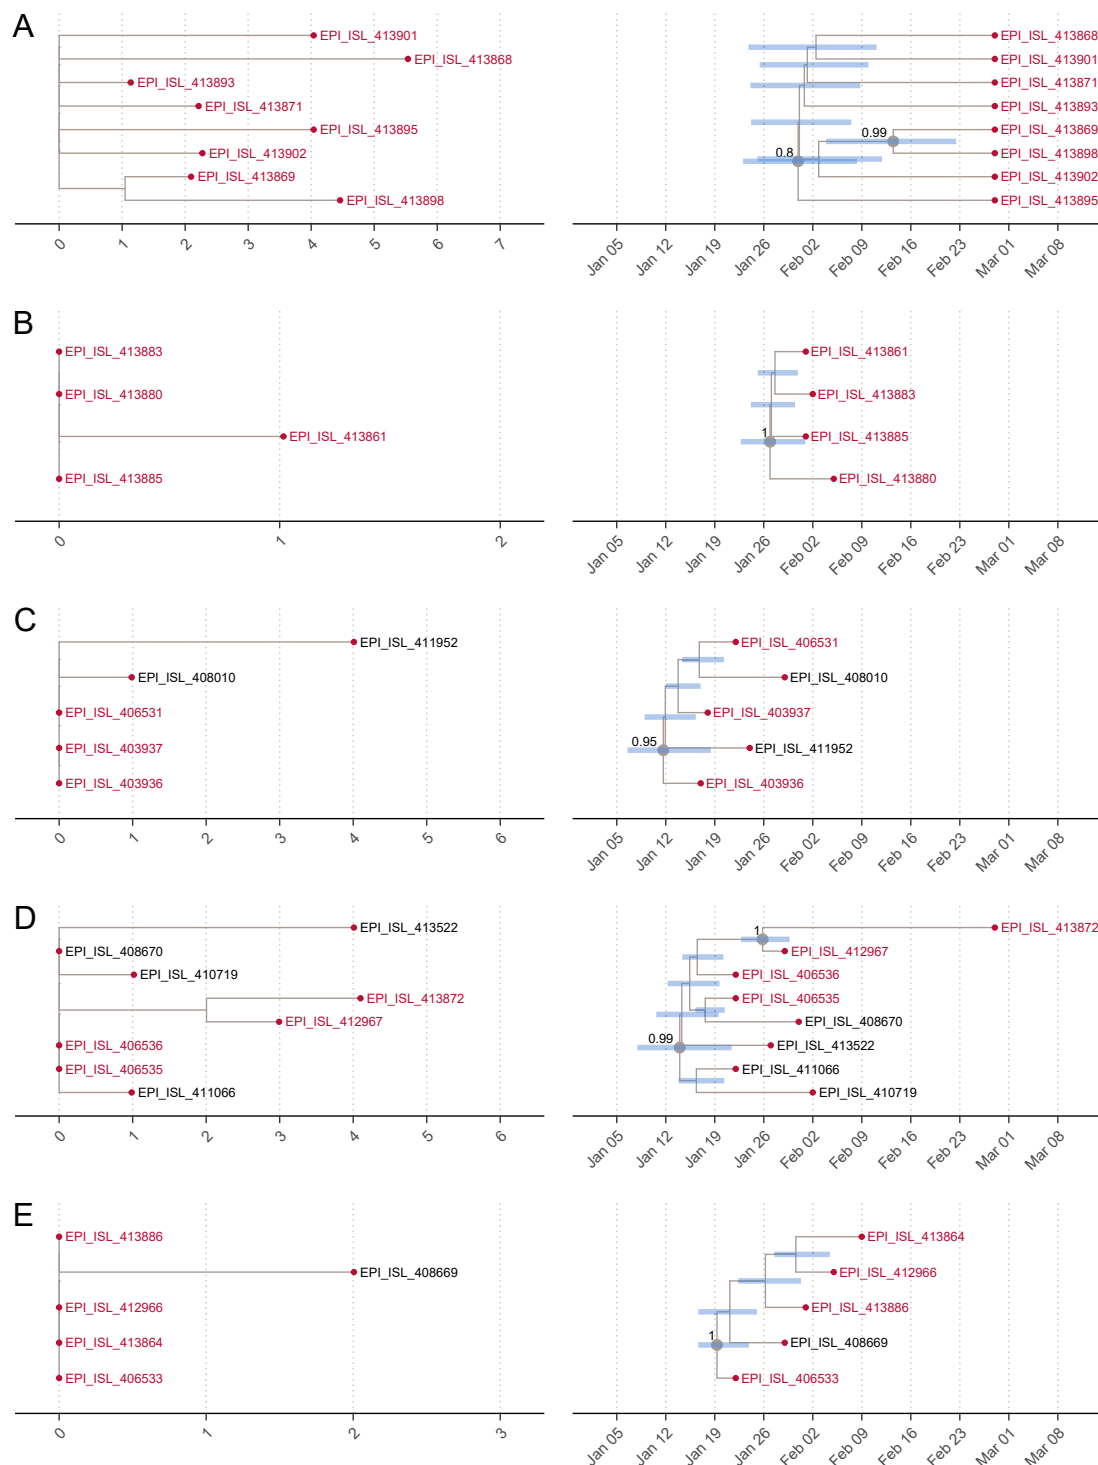 A
EPI_ISL_413901
EPI_ISL_413868
EPI_ISL_413893
EPI_ISL_413871
EPI_ISL_413895
EPI_ISL_413902
EPI_ISL_413869
EPI_ISL_413898
0 1 2 3 4 5 6 7
EPI_ISL_413868
EPI_ISL_413901
EPI_ISL_413871
EPI_ISL_413893
0.99 EPI_ISL_413869
0.8 EPI_ISL_413898
EPI_ISL_413902
EPI_ISL_413895
Jan 05 Jan 12 Jan 19 Jan 26 Feb 02 Feb 09 Feb 16 Feb 23 Mar 01 Mar 08
B
EPI_ISL_413883
EPI_ISL_413880
EPI_ISL_413861
EPI_ISL_413885
0 1 2
EPI_ISL_413861
EPI_ISL_413883
1 EPI_ISL_413885
EPI_ISL_413880
Jan 05 Jan 12 Jan 19 Jan 26 Feb 02 Feb 09 Feb 16 Feb 23 Mar 01 Mar 08
C
EPI_ISL_411952
EPI_ISL_408010
EPI_ISL_406531
EPI_ISL_403937
EPI_ISL_403936
0 1 2 3 4 5 6
EPI_ISL_406531
EPI_ISL_408010
EPI_ISL_403937
0.95 EPI_ISL_411952
EPI_ISL_403936
Jan 05 Jan 12 Jan 19 Jan 26 Feb 02 Feb 09 Feb 16 Feb 23 Mar 01 Mar 08
D
EPI_ISL_413522
EPI_ISL_408670
EPI_ISL_410719
EPI_ISL_413872
EPI_ISL_412967
EPI_ISL_406536
EPI_ISL_406535
EPI_ISL_411066
0 1 2 3 4 5 6
1 EPI_ISL_413872
EPI_ISL_412967
EPI_ISL_406536
EPI_ISL_406535
EPI_ISL_408670
0.99 EPI_ISL_413522
EPI_ISL_411066
EPI_ISL_410719
Jan 05 Jan 12 Jan 19 Jan 26 Feb 02 Feb 09 Feb 16 Feb 23 Mar 01 Mar 08
E
EPI_ISL_413886
EPI_ISL_408669
EPI_ISL_412966
EPI_ISL_413864
EPI_ISL_406533
0 1 2 3
EPI_ISL_413864
EPI_ISL_412966
EPI_ISL_413886
1 EPI_ISL_408669
EPI_ISL_406533
Jan 05 Jan 12 Jan 19 Jan 26 Feb 02 Feb 09 Feb 16 Feb 23 Mar 01 Mar 08